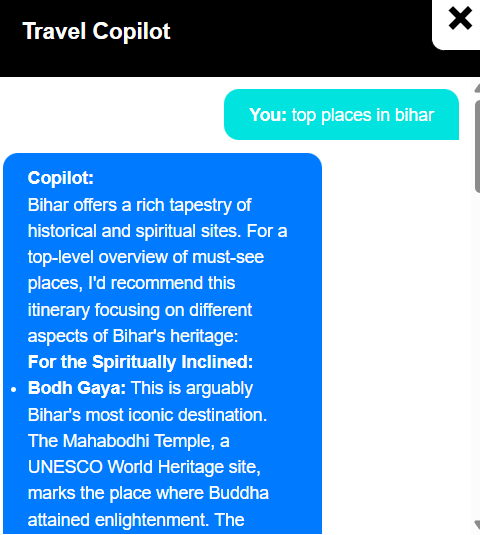 Travel Copilot
You: top places in bihar
Copilot:
Bihar offers a rich tapestry of
historical and spiritual sites. For a
top-level overview of must-see
places, I'd recommend this
itinerary focusing on different
aspects of Bihar's heritage:
For the Spiritually Inclined:
• Bodh Gaya: This is arguably
Bihar's most iconic destination.
The Mahabodhi Temple, a
UNESCO World Heritage site,
marks the place where Buddha
attained enlightenment. The